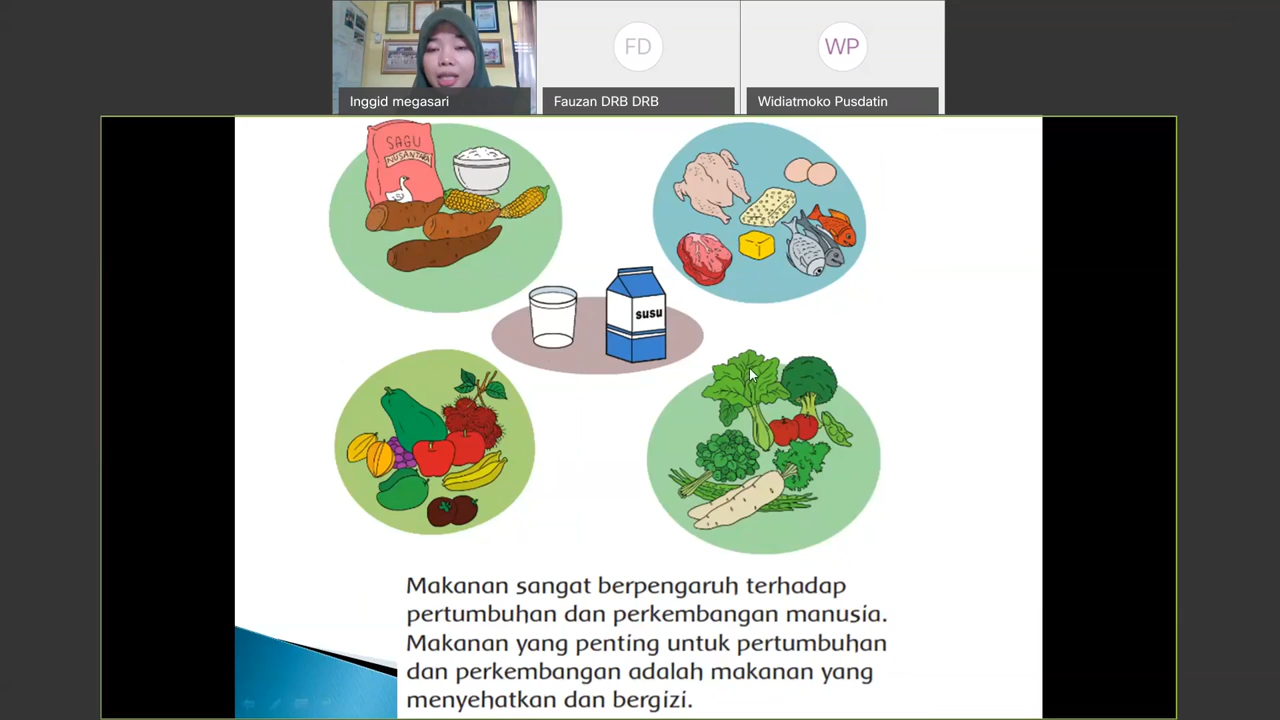 FD
WP
Inggid megasari
Fauzan DRB DRB
Widiatmoko Pusdatin
SAGU
NUSANTARA
susu
Makanan sangat berpengaruh terhadap
pertumbuhan dan perkembangan manusia.
Makanan yang penting untuk pertumbuhan
dan perkembangan adalah makanan yang
menyehatkan dan bergizi.